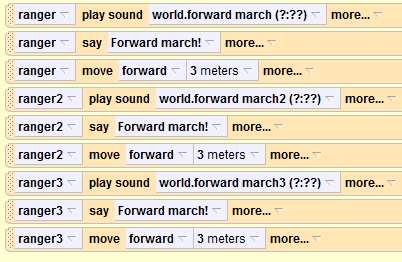 ranger play sound world.forward march (?:??) more...
ranger say Forward march! more...
ranger move forward 3 meters more...
ranger2 play sound world.forward march2 (?:??) more...
ranger2 say Forward march! more...
ranger2 move forward 3 meters more...
ranger3 play sound world.forward march3 (?:??) more...
ranger3 say Forward march! more...
ranger3 move forward 3 meters more...